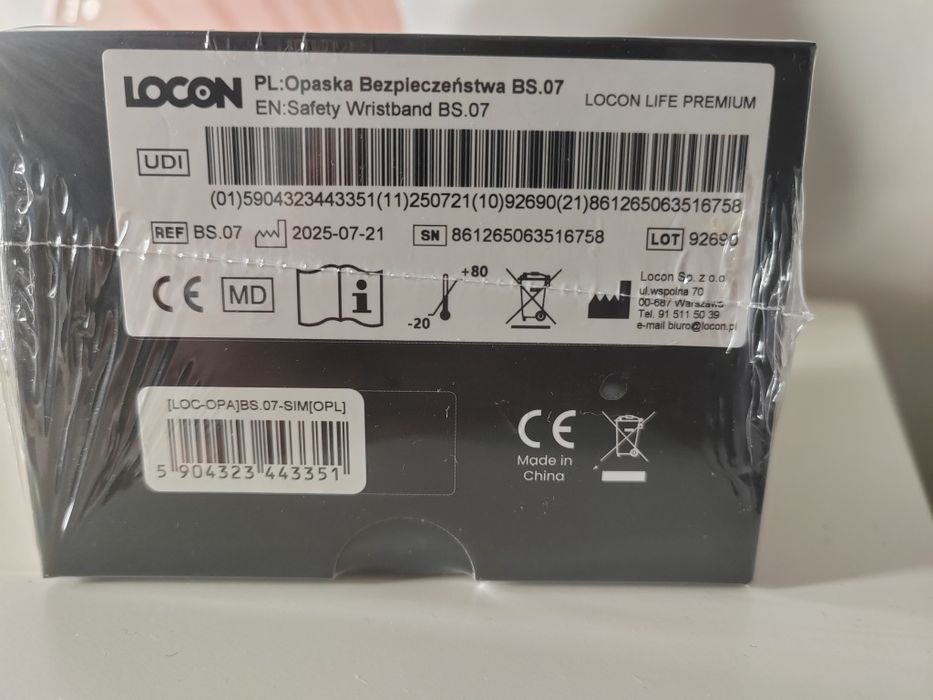 LOCON
PL:Opaska Bezpieczeństwa BS.07
EN:Safety Wristband BS.07
LOCON LIFE PREMIUM
UDI
(01)5904323443351(11)250721(10)92690(21)861265063516758
REF BS.07 2025-07-21 SN 861265063516758 LOT 92690
CE MD i -20 +80
Locon Sp. z o.o
ul.wspolna 70
00-687 Warszawa
Tel. 91 511 50 39
e-mail biuro@locon.pl
[LOC-OPA]BS.07-SIM[OPL]
5 904323 443351
CE
Made in
China